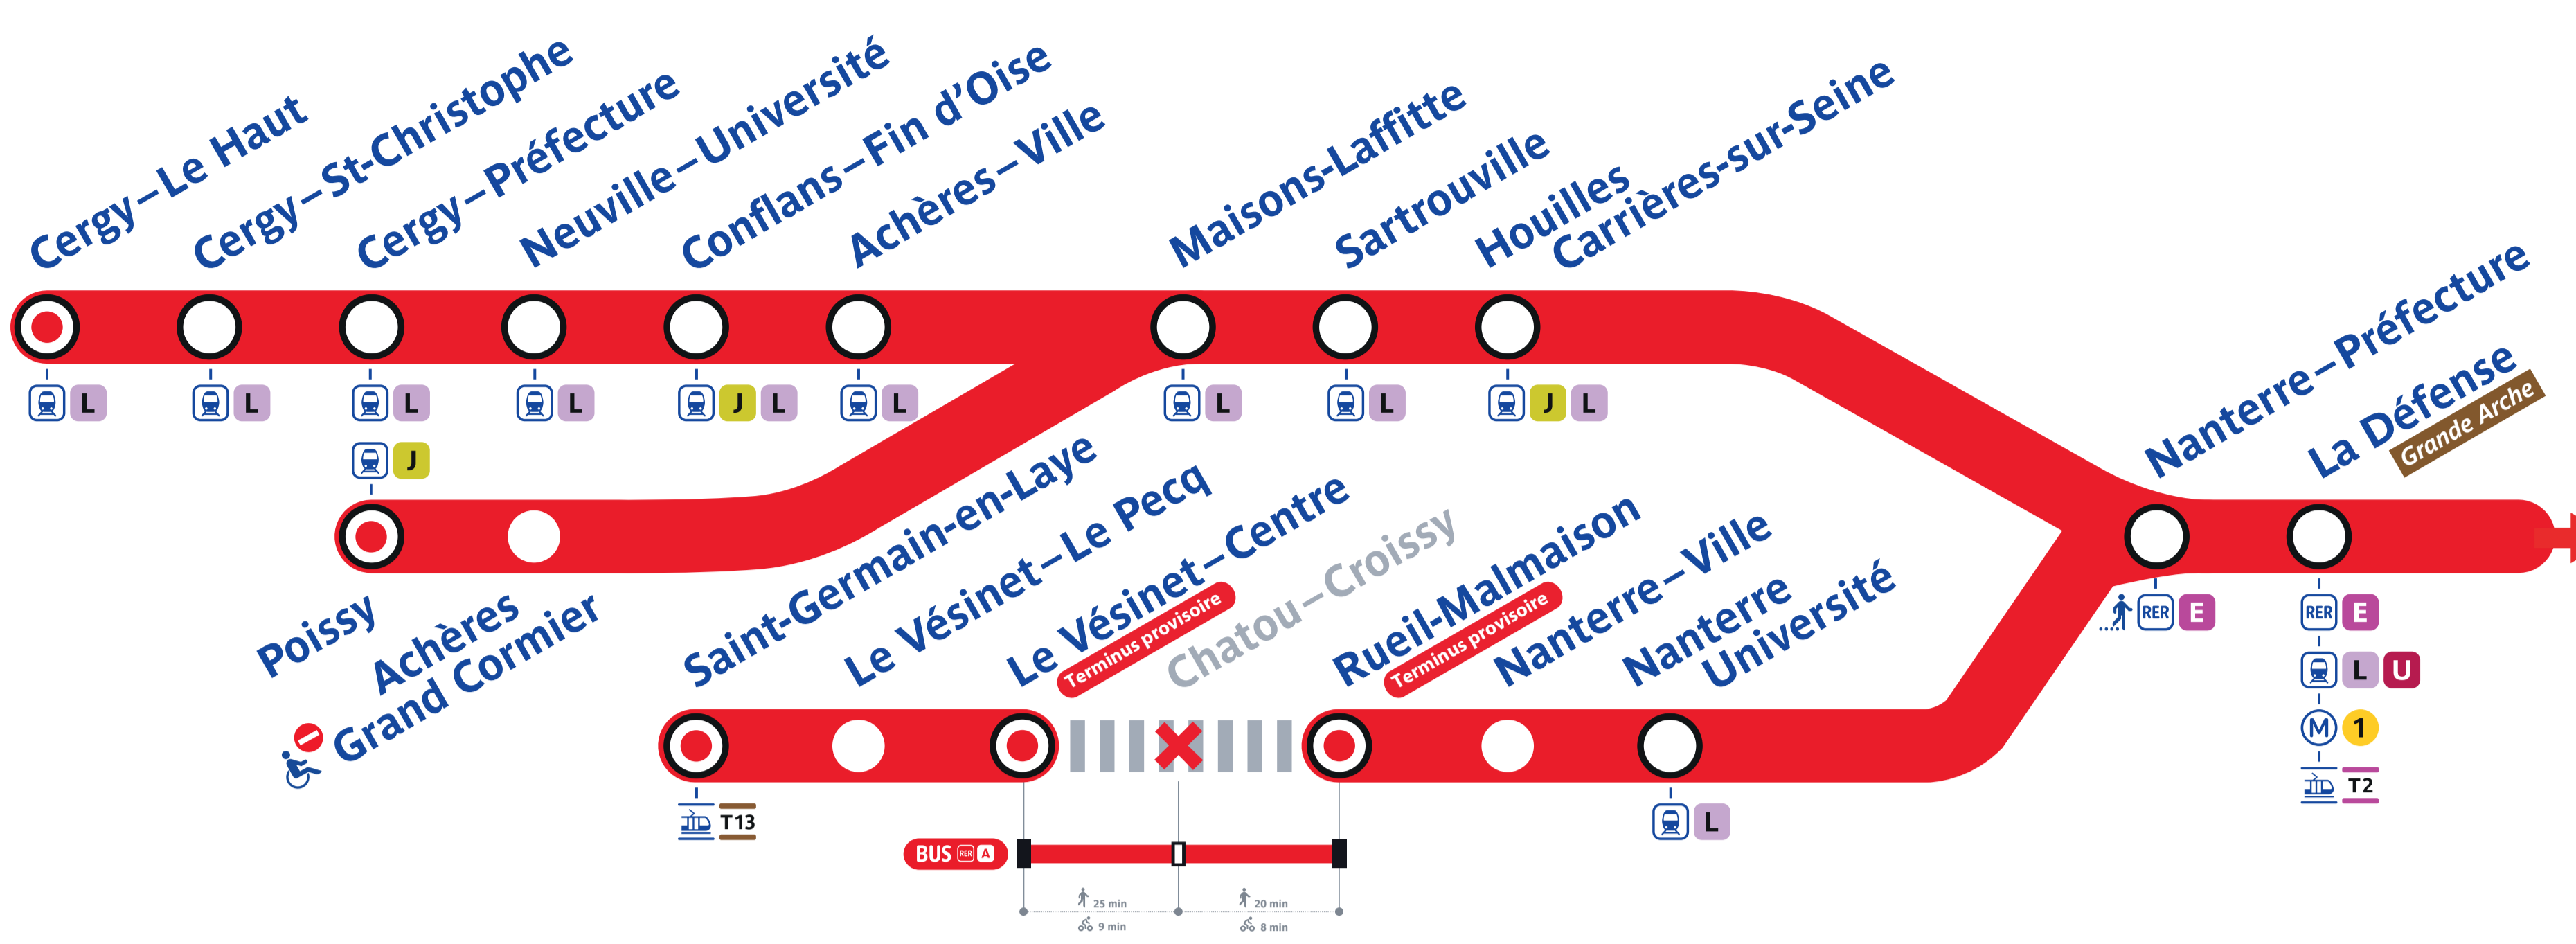 Cergy–Le Haut
Cergy–St-Christophe
Cergy–Préfecture
Neuville–Université
Conflans–Fin d’Oise
Achères–Ville
Maisons-Laffitte
Sartrouville
Houilles
Carrières-sur-Seine
Nanterre–Préfecture
La Défense
Grande Arche
L
L
L
L
J L
L
L
L
J L
J
Poissy
Achères
Grand Cormier
Saint-Germain-en-Laye
Le Vésinet–Le Pecq
Le Vésinet–Centre
Terminus provisoire
Chatou–Croissy
Rueil-Malmaison
Terminus provisoire
Nanterre–Ville
Nanterre
Université
RER E
RER E
L U
M 1
T2
T13
L
BUS RER A
25 min
20 min
9 min
8 min